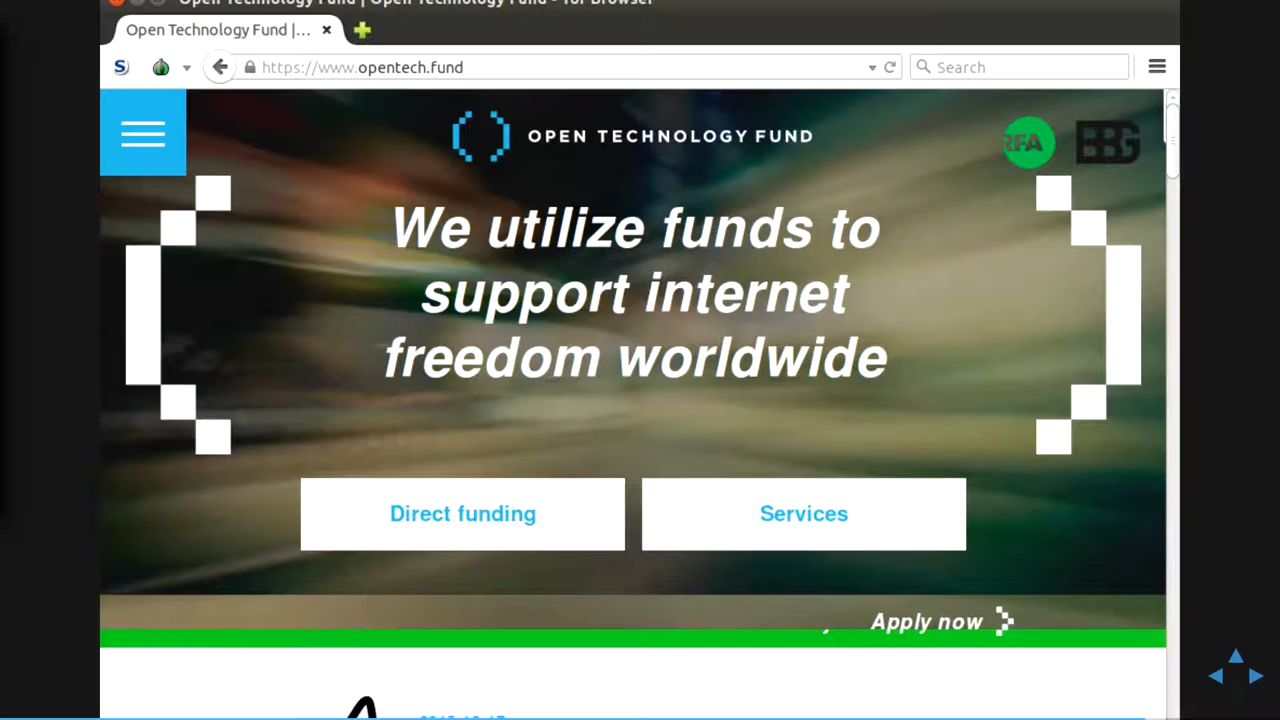 Open Technology Fund | Open Technology Fund - Tor Browser
Open Technology Fund |...
https://www.opentech.fund
Search
OPEN TECHNOLOGY FUND
RFA
BBG
We utilize funds to
support internet
freedom worldwide
Direct funding
Services
Apply now